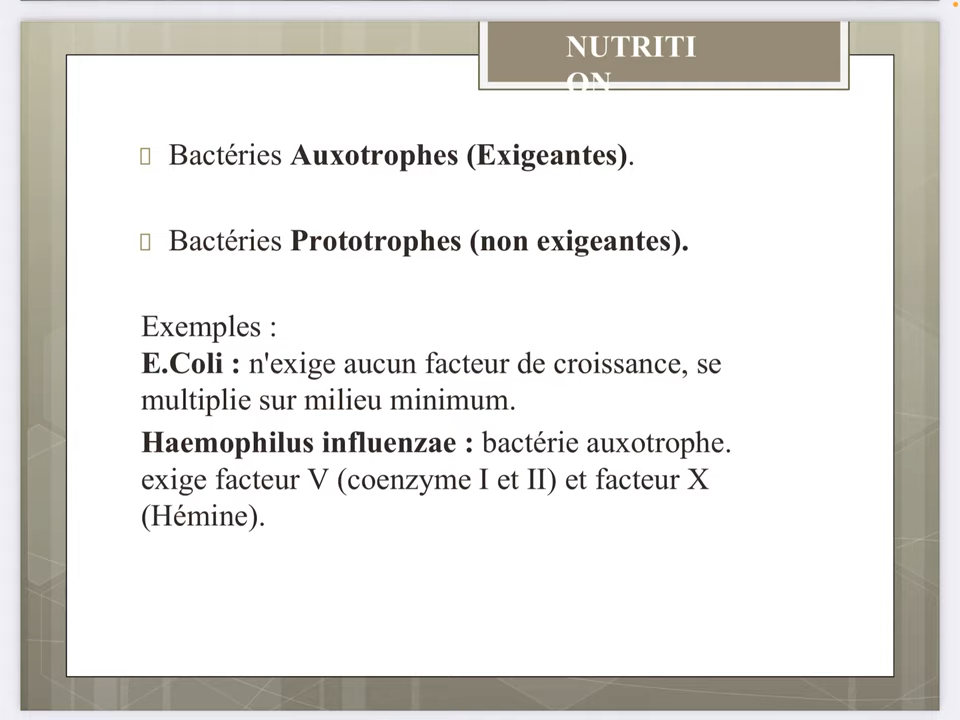 NUTRITI
ON
Bactéries Auxotrophes (Exigeantes).
Bactéries Prototrophes (non exigeantes).
Exemples :
E.Coli : n'exige aucun facteur de croissance, se
multiplie sur milieu minimum.
Haemophilus influenzae : bactérie auxotrophe.
exige facteur V (coenzyme I et II) et facteur X
(Hémine).